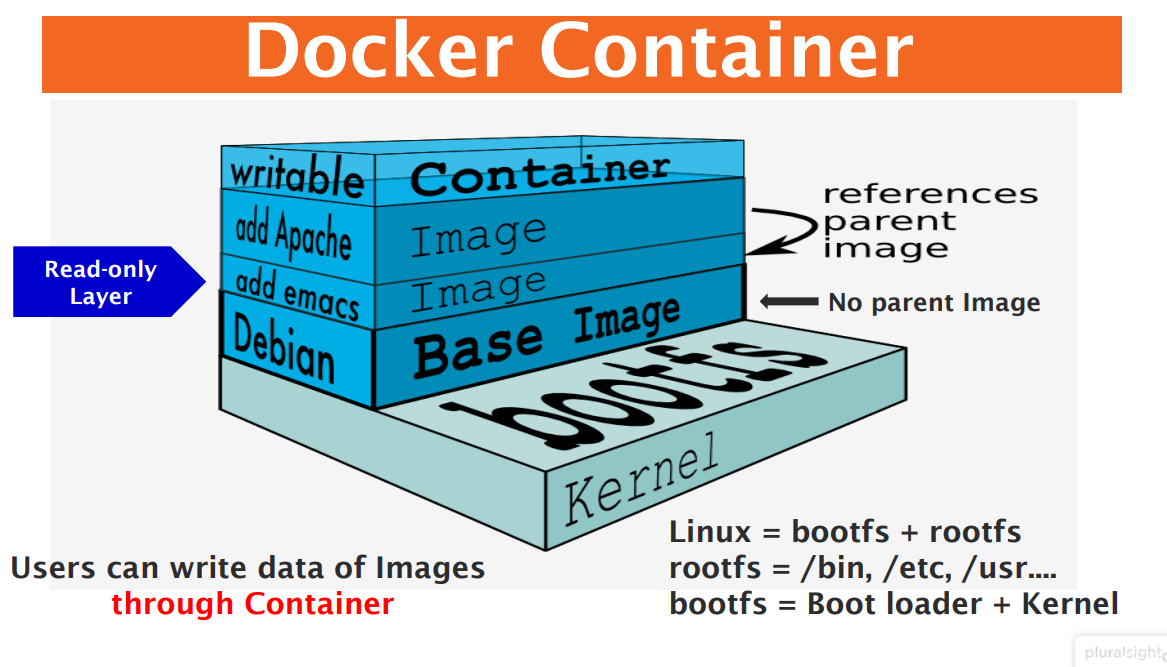 Docker Container
writable
Container
add Apache
Image
add emacs
Image
Debian
Base Image
bootfs
Kernel
Read-only
Layer
references
parent
image
No parent Image
Linux = bootfs + rootfs
rootfs = /bin, /etc, /usr....
bootfs = Boot loader + Kernel
Users can write data of Images
through Container
pluralsight